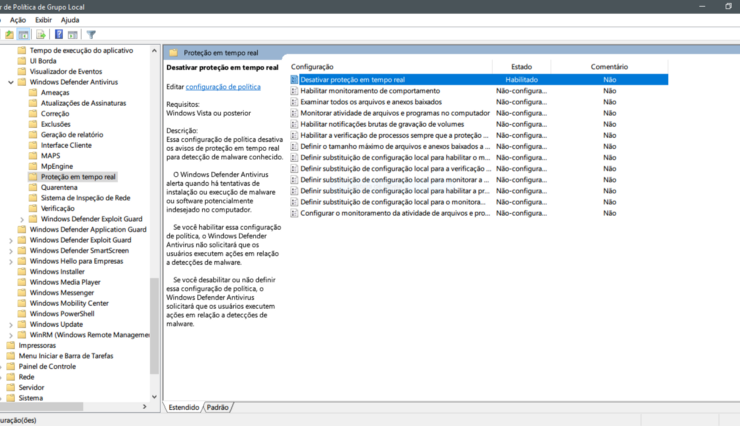 r de Política de Grupo Local
Ação Exibir Ajuda
Tempo de execução do aplicativo
UI Borda
Visualizador de Eventos
Windows Defender Antivirus
Ameaças
Atualizações de Assinaturas
Correção
Exclusões
Geração de relatório
Interface Cliente
MAPS
MpEngine
Proteção em tempo real
Quarentena
Sistema de Inspeção de Rede
Verificação
Windows Defender Exploit Guard
Windows Defender Application Guard
Windows Defender Exploit Guard
Windows Defender SmartScreen
Windows Hello para Empresas
Windows Installer
Windows Media Player
Windows Messenger
Windows Mobility Center
Windows PowerShell
Windows Update
WinRM (Windows Remote Managemen
Impressoras
Menu Iniciar e Barra de Tarefas
Painel de Controle
Rede
Servidor
Sistema
uração(ões)
Proteção em tempo real
Desativar proteção em tempo real
Editar configuração de política
Requisitos:
Windows Vista ou posterior
Descrição:
Essa configuração de política desativa
os avisos de proteção em tempo real
para detecção de malware conhecido.
O Windows Defender Antivirus
alerta quando há tentativas de
instalação ou execução de malware
ou software potencialmente
indesejado no computador.
Se você habilitar essa configuração
de política, o Windows Defender
Antivirus não solicitará que os
usuários executem ações em relação
a detecções de malware.
Se você desabilitar ou não definir
essa configuração de política, o
Windows Defender Antivirus
solicitará que os usuários executem
ações em relação a detecções de
malware.
Configuração Estado Comentário
Desativar proteção em tempo real Habilitado Não
Habilitar monitoramento de comportamento Não-configura... Não
Examinar todos os arquivos e anexos baixados Não-configura... Não
Monitorar atividade de arquivos e programas no computador Não-configura... Não
Habilitar notificações brutas de gravação de volumes Não-configura... Não
Habilitar a verificação de processos sempre que a proteção ... Não-configura... Não
Definir o tamanho máximo de arquivos e anexos baixados a ... Não-configura... Não
Definir substituição de configuração local para habilitar o m... Não-configura... Não
Definir substituição de configuração local para a verificação ... Não-configura... Não
Definir substituição de configuração local para monitorar a ... Não-configura... Não
Definir substituição de configuração local para habilitar a pr... Não-configura... Não
Definir substituição de configuração local para o monitora... Não-configura... Não
Configurar o monitoramento da atividade de arquivos e pro... Não-configura... Não
Estendido Padrão